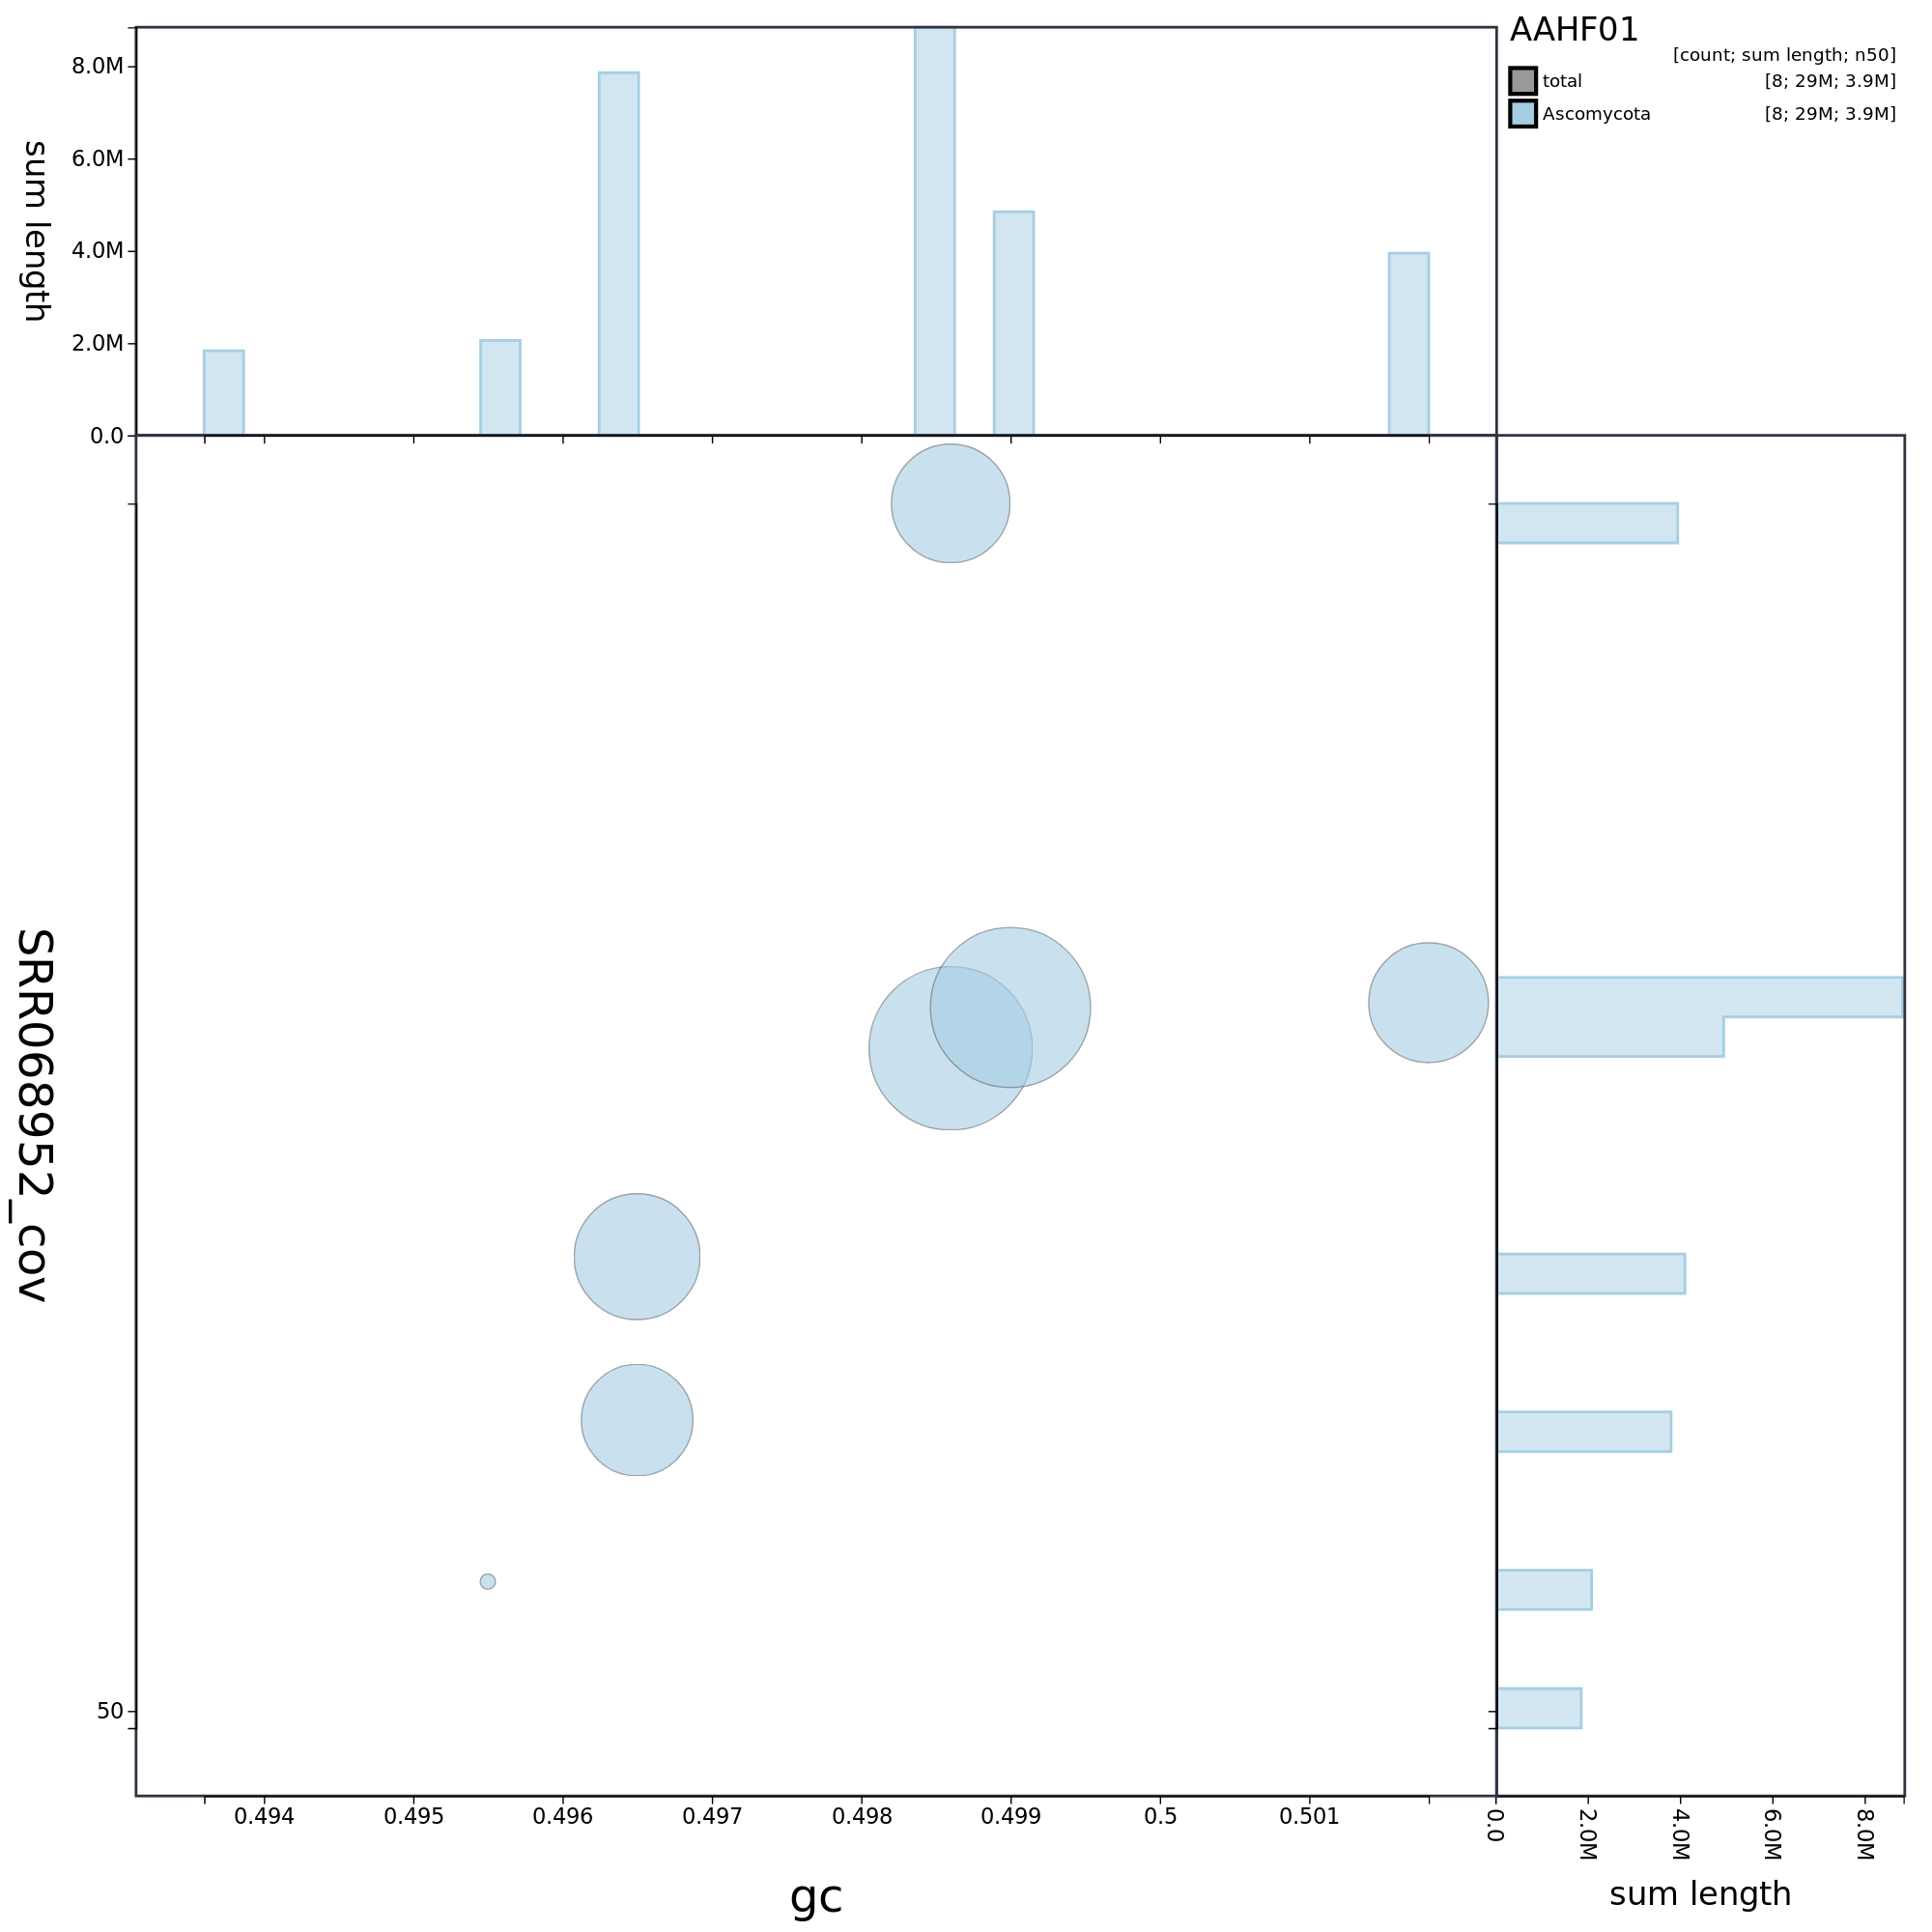 AAHF01
[count; sum length; n50]
total [8; 29M; 3.9M]
Ascomycota [8; 29M; 3.9M]
sum length
8.0M
6.0M
4.0M
2.0M
0.0
SRR068952_cov
50
0.494 0.495 0.496 0.497 0.498 0.499 0.5 0.501
gc
0.0 2.0M 4.0M 6.0M 8.0M
sum length